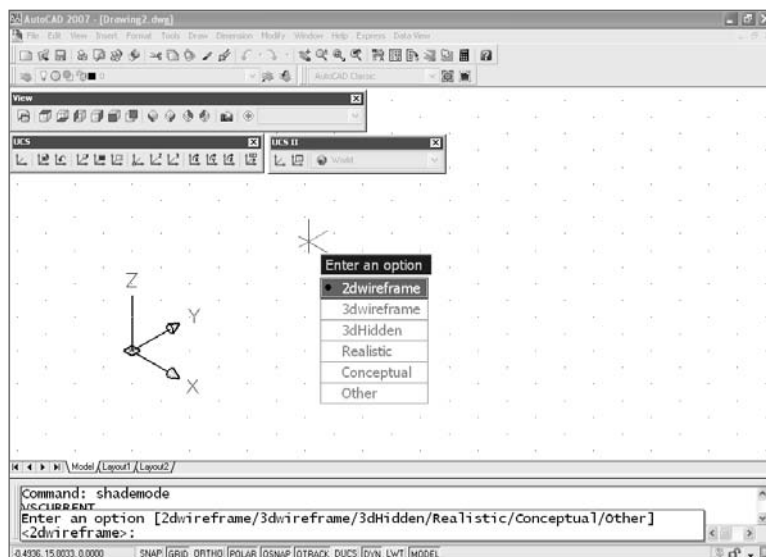 AutoCAD 2007 - [Drawing2.dwg]
File Edit View Insert Format Tools Draw Dimension Modify Window Help Express Data View
0
AutoCAD Classic
View
UCS
UCS II
World
Enter an option
2dwireframe
3dwireframe
3dHidden
Realistic
Conceptual
Other
Z
Y
X
Model Layout1 Layout2
Command: shademode
VSCURRENT
Enter an option [2dwireframe/3dwireframe/3dHidden/Realistic/Conceptual/Other]
<2dwireframe>:
-0.4936, 15.0033, 0.0000 SNAP GRID ORTHO POLAR OSNAP OTRACK DUCS DYN LWT MODEL